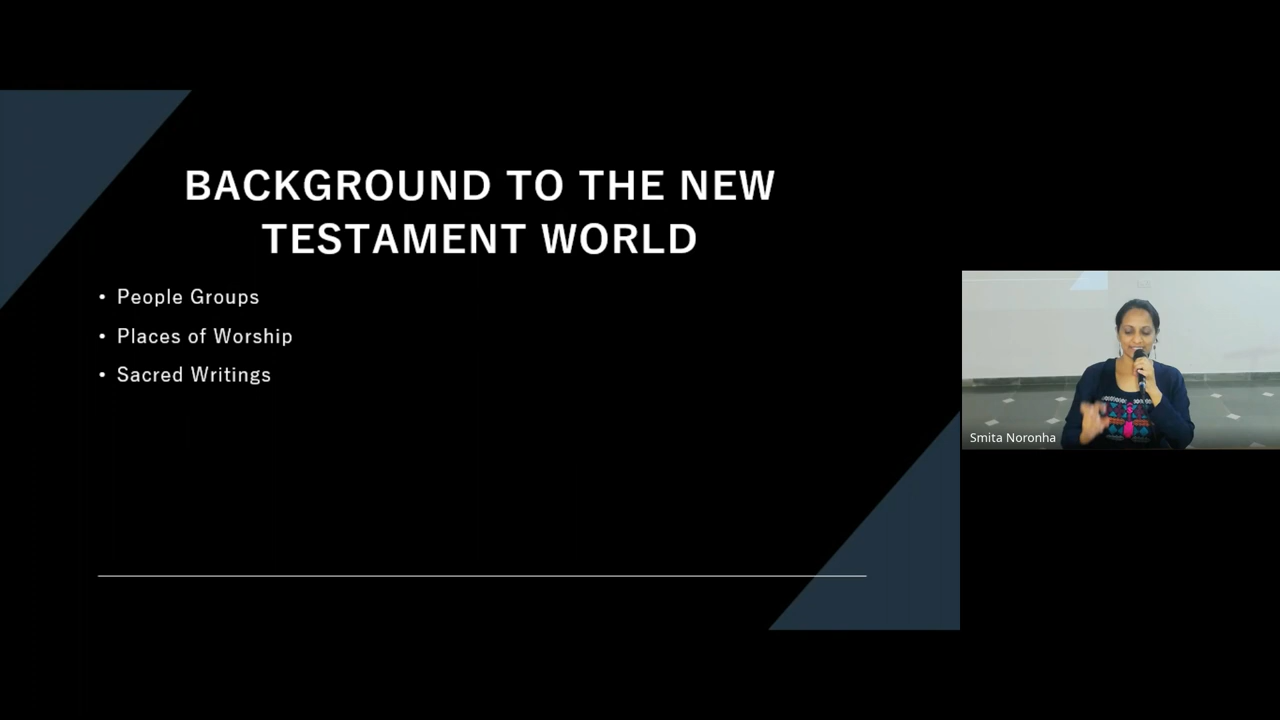 BACKGROUND TO THE NEW
TESTAMENT WORLD
• People Groups
• Places of Worship
• Sacred Writings
Smita Noronha